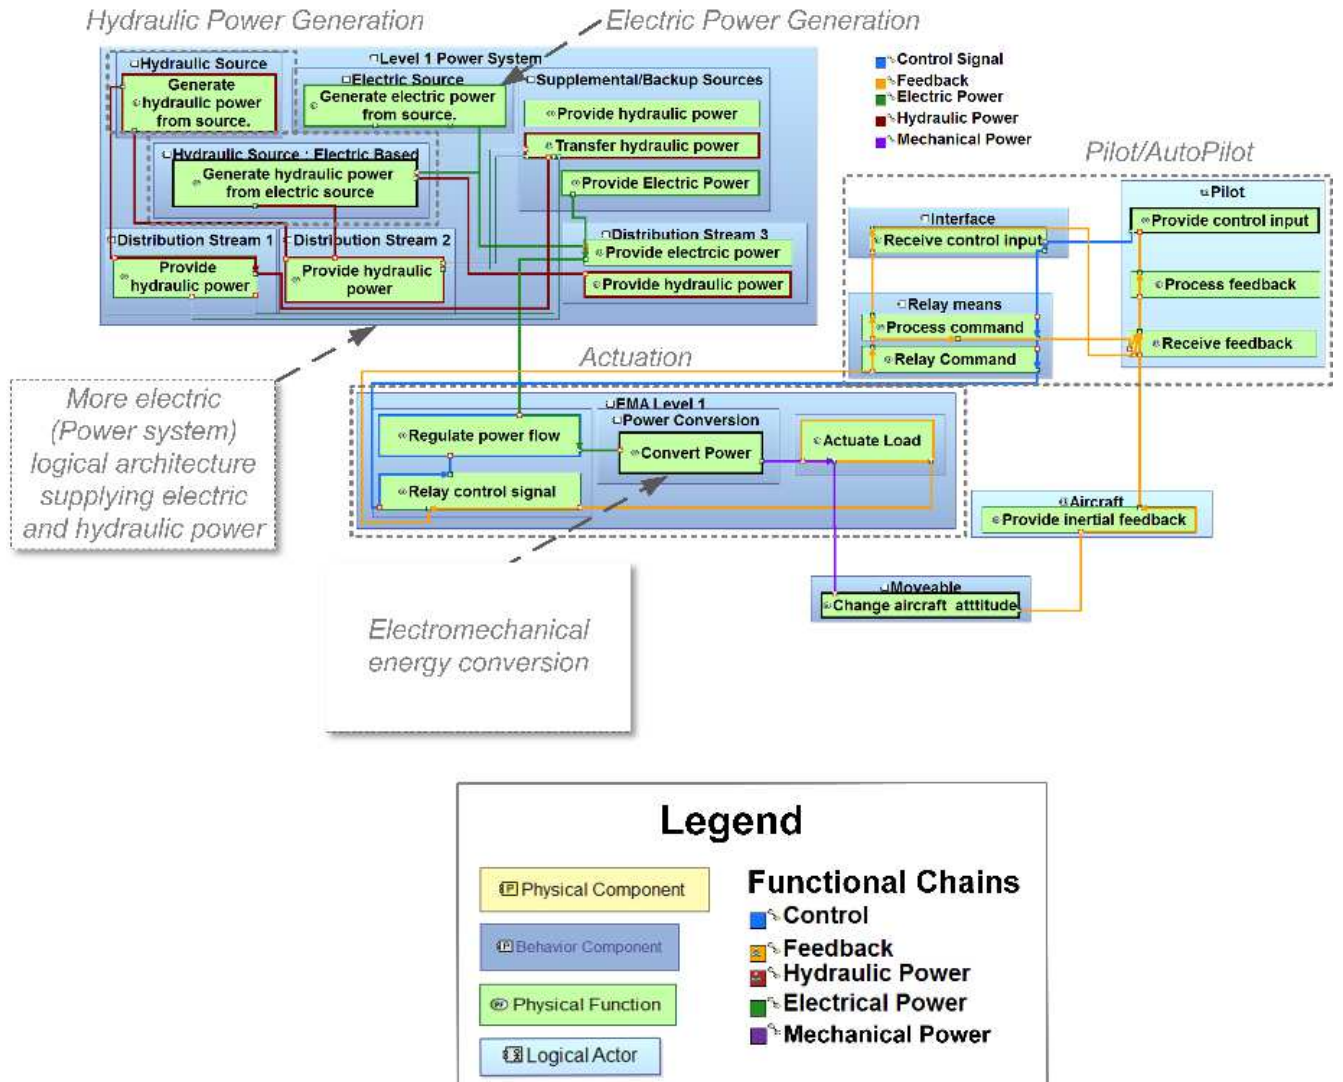 Hydraulic Power Generation
Electric Power Generation
Level 1 Power System
Hydraulic Source
Generate
hydraulic power
from source.
Electric Source
Generate electric power
from source.
Supplemental/Backup Sources
Provide hydraulic power
Transfer hydraulic power
Provide Electric Power
Hydraulic Source : Electric Based
Generate hydraulic power
from electric source
Distribution Stream 1
Provide
hydraulic power
Distribution Stream 2
Provide hydraulic
power
Distribution Stream 3
Provide electrcic power
Provide hydraulic power
Control Signal
Feedback
Electric Power
Hydraulic Power
Mechanical Power
Pilot/AutoPilot
Pilot
Provide control input
Process feedback
Receive feedback
Interface
Receive control input
Relay means
Process command
Relay Command
Actuation
More electric
(Power system)
logical architecture
supplying electric
and hydraulic power
EMA Level 1
Regulate power flow
Relay control signal
Power Conversion
Convert Power
Actuate Load
Aircraft
Provide inertial feedback
Moveable
Change aircraft atttitude
Electromechanical
energy conversion
Legend
Physical Component
Behavior Component
Physical Function
Logical Actor
Functional Chains
Control
Feedback
Hydraulic Power
Electrical Power
Mechanical Power